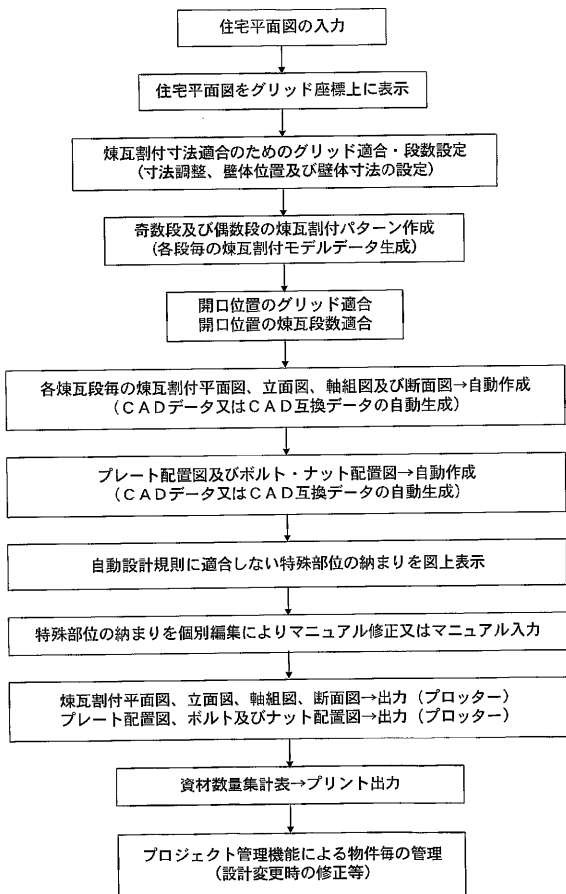 住宅平面図の入力
住宅平面図をグリッド座標上に表示
煉瓦割付寸法適合のためのグリッド適合・段数設定
(寸法調整、壁体位置及び壁体寸法の設定)
奇数段及び偶数段の煉瓦割付パターン作成
(各段毎の煉瓦割付モデルデータ生成)
開口位置のグリッド適合
開口位置の煉瓦段数適合
各煉瓦段毎の煉瓦割付平面図、立面図、軸組図及び断面図→自動作成
(CADデータ又はCAD互換データの自動生成)
プレート配置図及びボルト・ナット配置図→自動作成
(CADデータ又はCAD互換データの自動生成)
自動設計規則に適合しない特殊部位の納まりを図上表示
特殊部位の納まりを個別編集によりマニュアル修正又はマニュアル入力
煉瓦割付平面図、立面図、軸組図、断面図→出力(プロッター)
プレート配置図、ボルト及びナット配置図→出力(プロッター)
資材数量集計表→プリント出力
プロジェクト管理機能による物件毎の管理
(設計変更時の修正等)